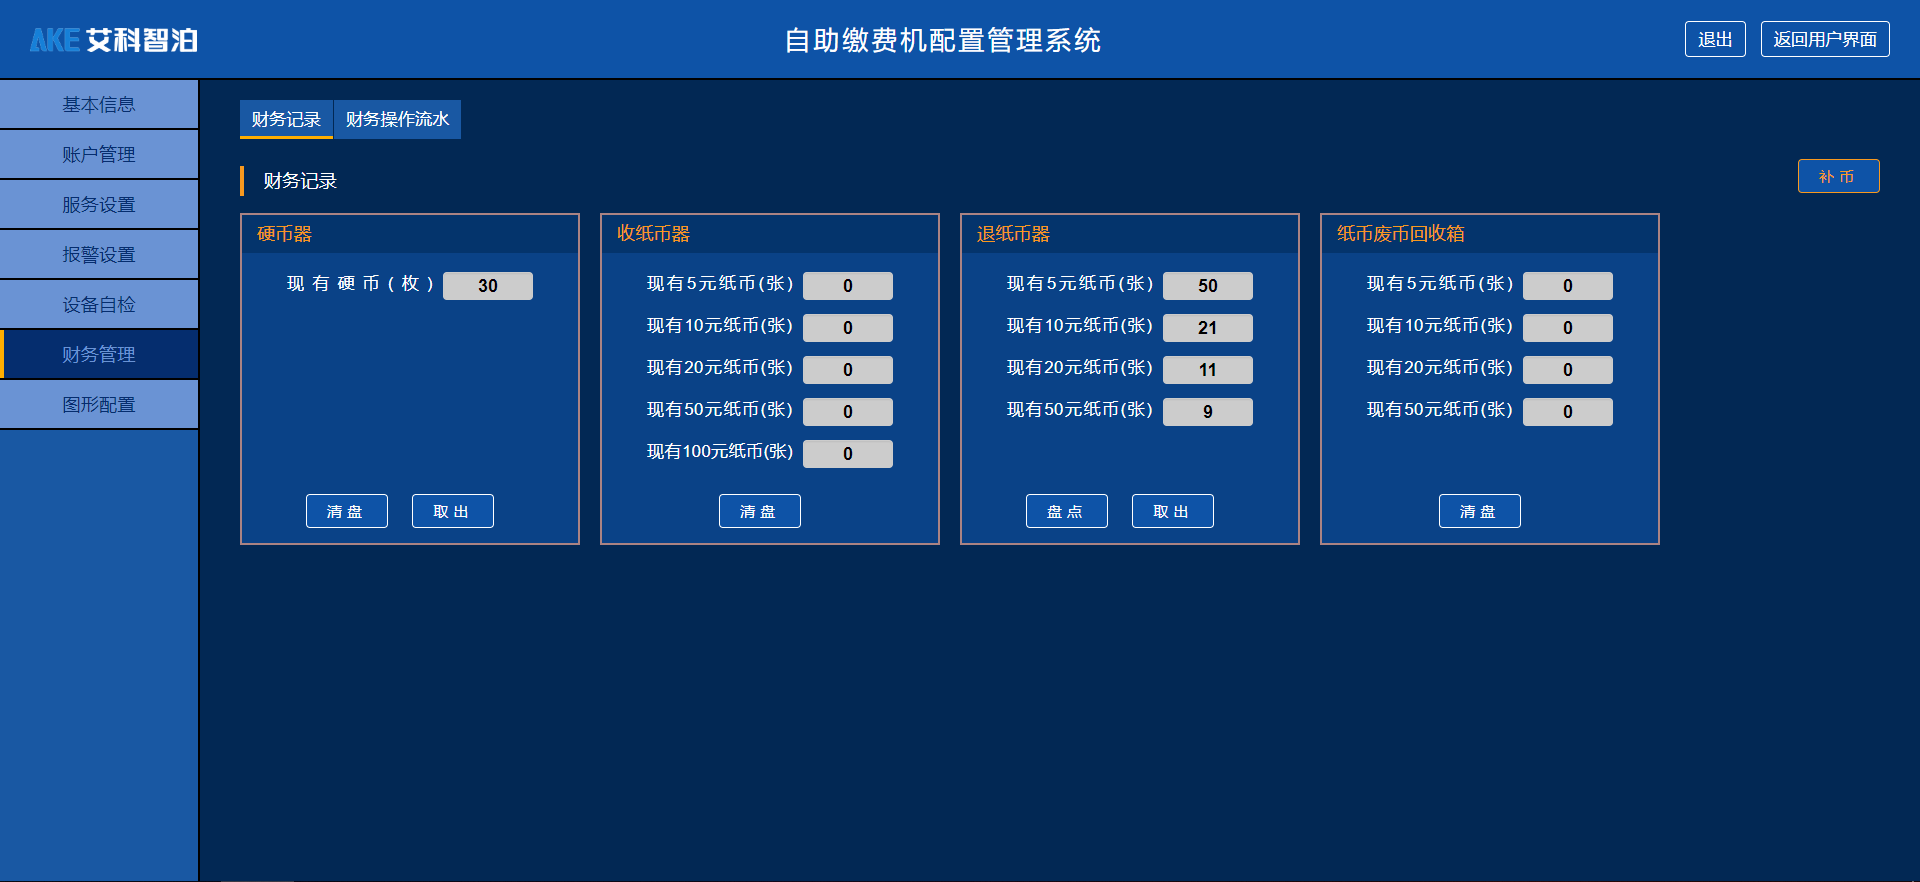 AKE 艾科智泊
自助缴费机配置管理系统
退出
返回用户界面
基本信息
账户管理
服务设置
报警设置
设备自检
财务管理
图形配置
财务记录
财务操作流水
财务记录
补 币
硬币器
现 有 硬 币 ( 枚 ) 30
清 盘
取 出
收纸币器
现有5元纸币(张) 0
现有10元纸币(张) 0
现有20元纸币(张) 0
现有50元纸币(张) 0
现有100元纸币(张) 0
清 盘
退纸币器
现有5元纸币(张) 50
现有10元纸币(张) 21
现有20元纸币(张) 11
现有50元纸币(张) 9
盘 点
取 出
纸币废币回收箱
现有5元纸币(张) 0
现有10元纸币(张) 0
现有20元纸币(张) 0
现有50元纸币(张) 0
清 盘